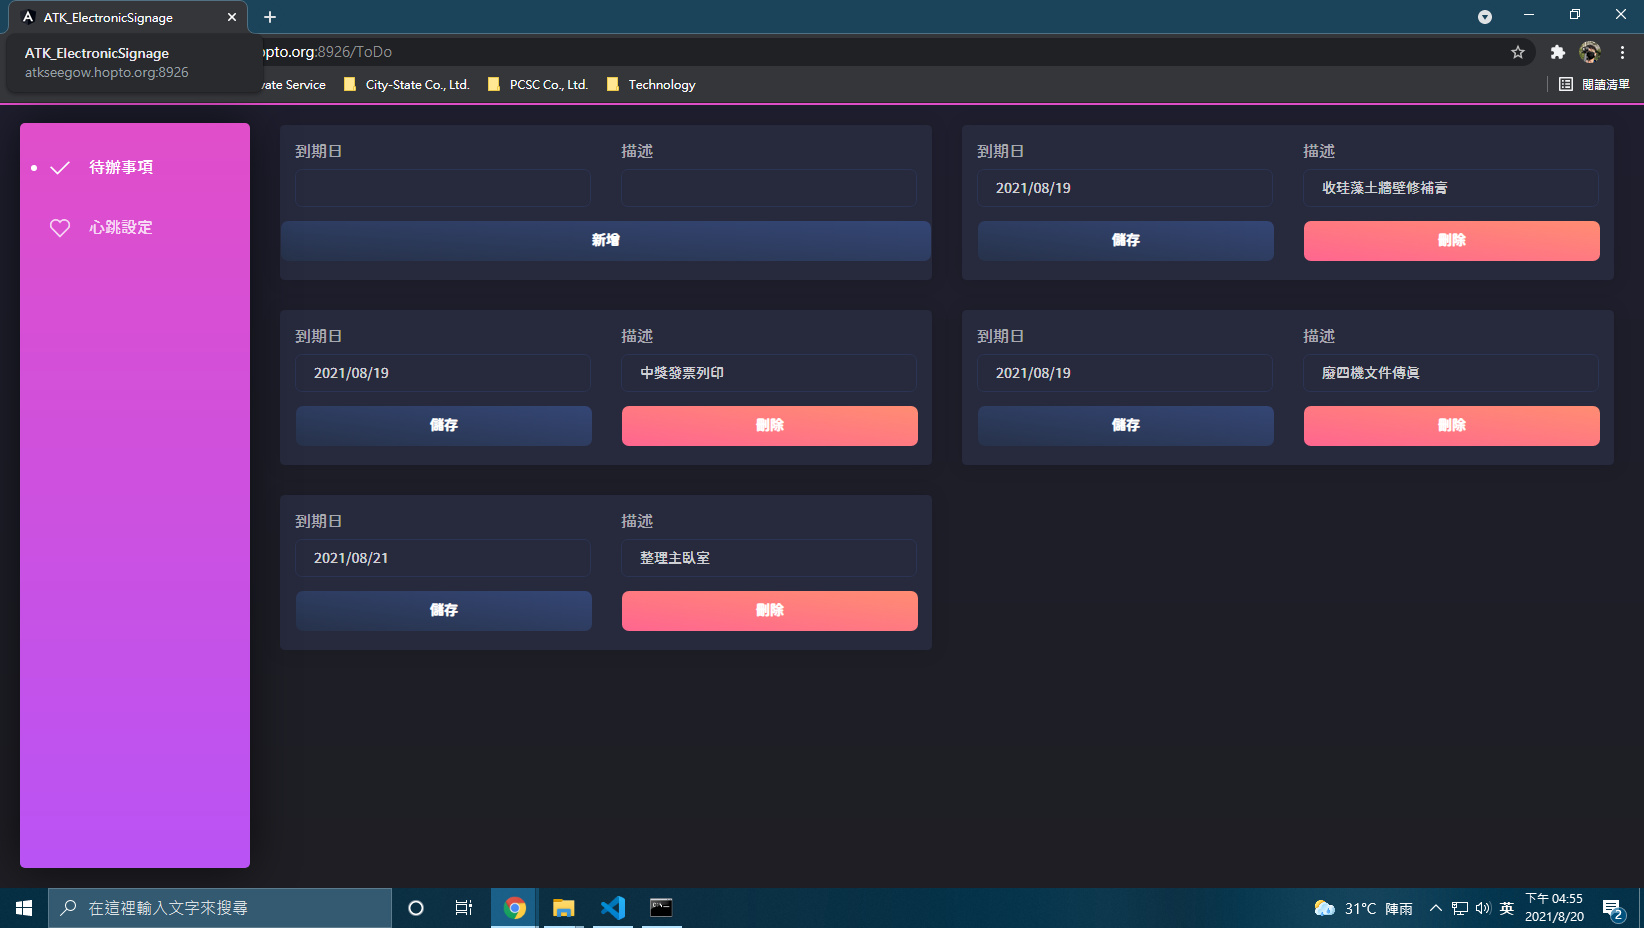 ATK_ElectronicSignage
ATK_ElectronicSignage
atkseegow.hopto.org:8926
opto.org:8926/ToDo
vate Service
City-State Co., Ltd.
PCSC Co., Ltd.
Technology
閱讀清單
待辦事項
心跳設定
到期日
描述
新增
到期日
描述
2021/08/19
收珪藻土牆壁修補膏
儲存
刪除
到期日
描述
2021/08/19
中獎發票列印
儲存
刪除
到期日
描述
2021/08/19
廢四機文件傳真
儲存
刪除
到期日
描述
2021/08/21
整理主臥室
儲存
刪除
在這裡輸入文字來搜尋
31°C 陣雨
英
下午 04:55
2021/8/20
2